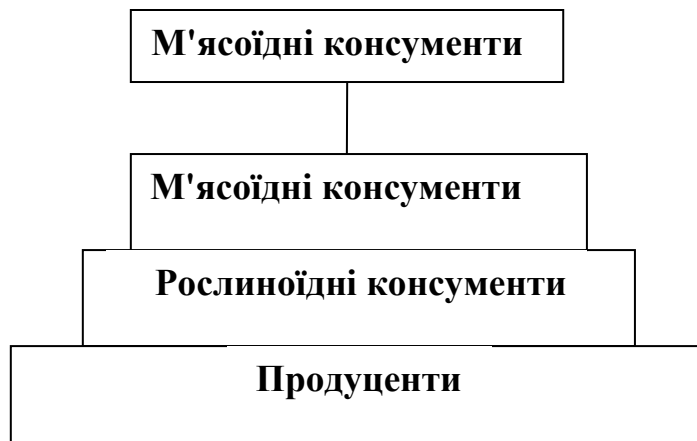 М'ясоїдні консументи
М'ясоїдні консументи
Рослиноїдні консументи
Продуценти